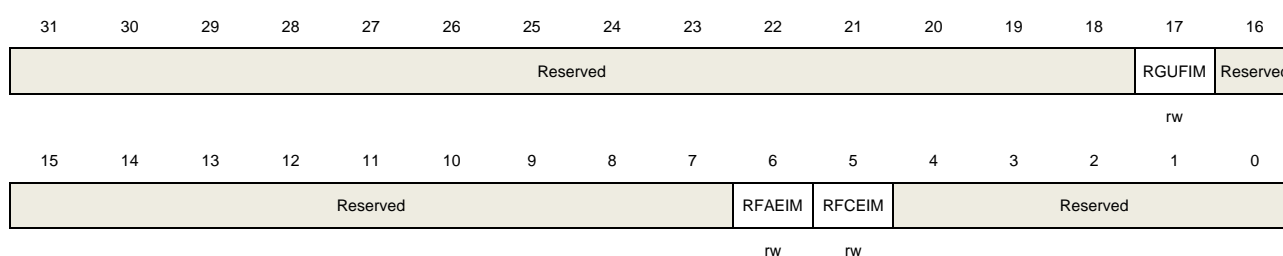 31 30 29 28 27 26 25 24 23 22 21 20 19 18 17 16
Reserved RGUFIM Reserved
rw
15 14 13 12 11 10 9 8 7 6 5 4 3 2 1 0
Reserved RFAEIM RFCEIM Reserved
rw rw